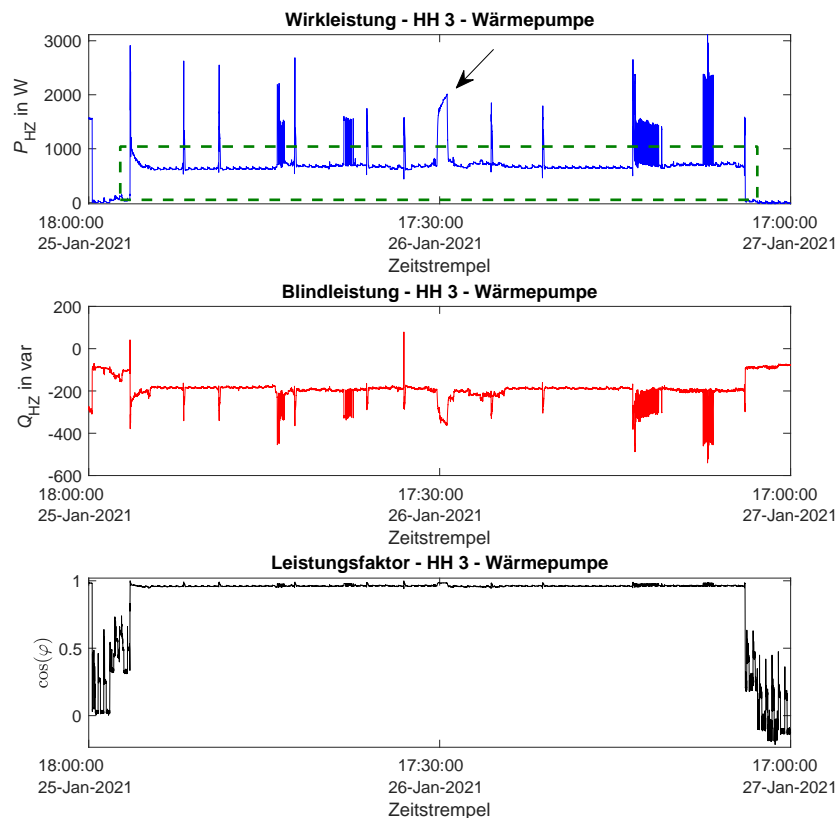 Wirkleistung - HH 3 - Wärmepumpe
P_HZ in W
3000
2000
1000
0
18:00:00 17:30:00 17:00:00
25-Jan-2021 26-Jan-2021 27-Jan-2021
Zeitstrempel
Blindleistung - HH 3 - Wärmepumpe
Q_HZ in var
200
0
-200
-400
-600
18:00:00 17:30:00 17:00:00
25-Jan-2021 26-Jan-2021 27-Jan-2021
Zeitstrempel
Leistungsfaktor - HH 3 - Wärmepumpe
cos(φ)
1
0.5
0
18:00:00 17:30:00 17:00:00
25-Jan-2021 26-Jan-2021 27-Jan-2021
Zeitstrempel